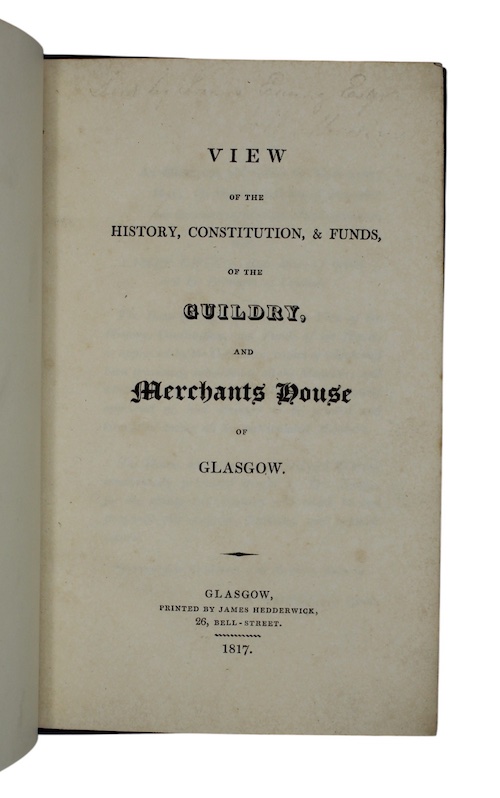 VIEW
OF THE
HISTORY, CONSTITUTION, & FUNDS,
OF THE
GUILDRY,
AND
Merchants House
OF
GLASGOW.
GLASGOW,
PRINTED BY JAMES HEDDERWICK,
26, BELL-STREET.
1817.